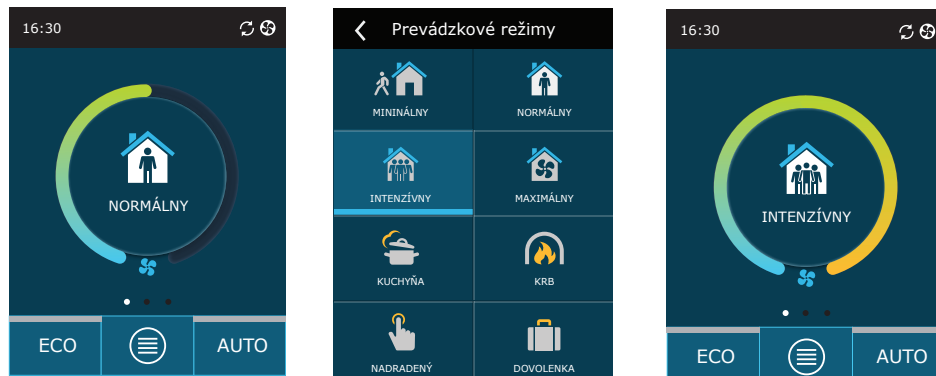 16:30
NORMÁLNY
ECO
AUTO
Prevádzkové režimy
MININÁLNY
NORMÁLNY
INTENZÍVNY
MAXIMÁLNY
KUCHYŇA
KRB
NADRADENÝ
DOVOLENKA
16:30
INTENZÍVNY
ECO
AUTO